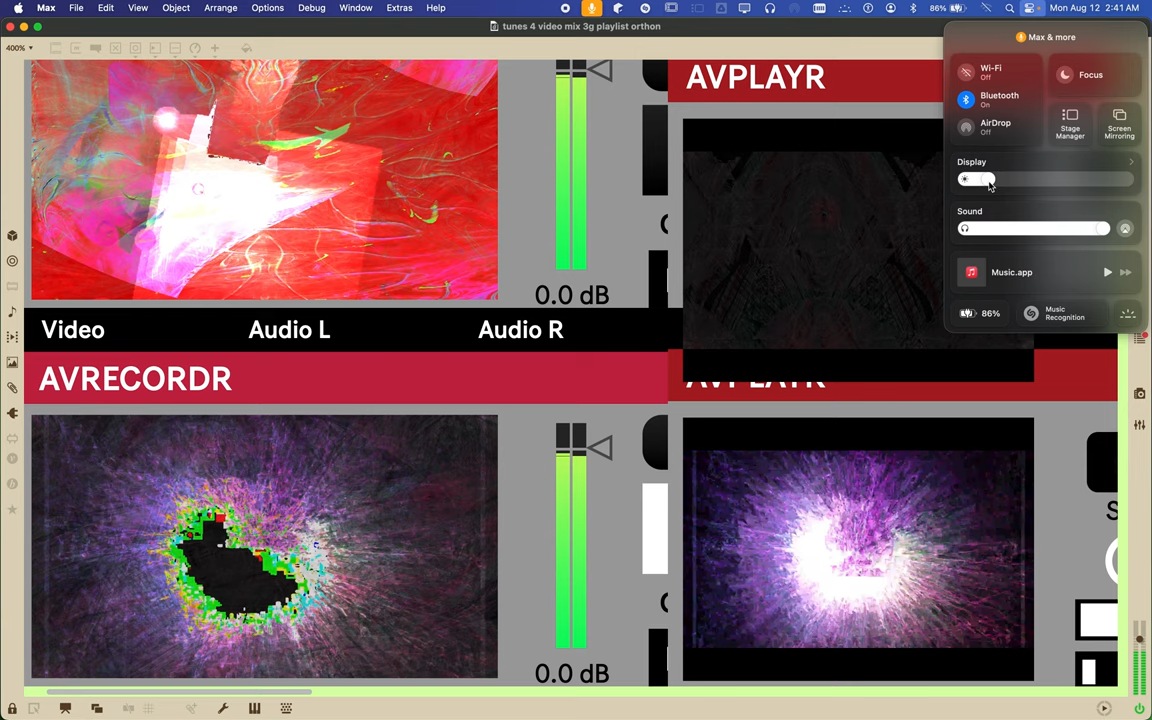 Max File Edit View Object Arrange Options Debug Window Extras Help 86% Mon Aug 12 2:41 AM
tunes 4 video mix 3g playlist orthon
400%
Max & more
Wi-Fi
Off
Bluetooth
On
AirDrop
Off
Focus
Stage
Manager
Screen
Mirroring
Display
Sound
Music.app
86%
Music
Recognition
AVPLAYR
0.0 dB
Video Audio L Audio R
AVRECORDR
AVPLAYR
0.0 dB